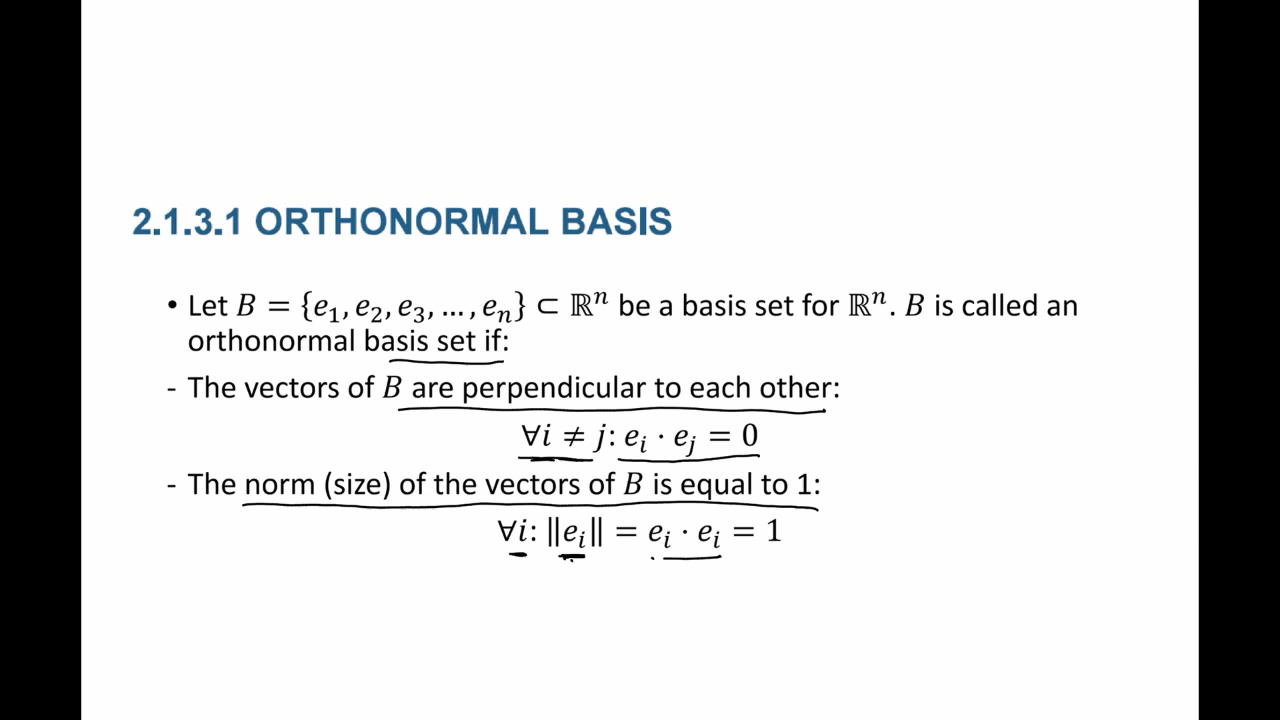 2.1.3.1 ORTHONORMAL BASIS
• Let B = {e₁, e₂, e₃, … , eₙ} ⊂ ℝⁿ be a basis set for ℝⁿ. B is called an
orthonormal basis set if:
- The vectors of B are perpendicular to each other:
∀i ≠ j: eᵢ · eⱼ = 0
- The norm (size) of the vectors of B is equal to 1:
∀i: ‖eᵢ‖ = eᵢ · eᵢ = 1